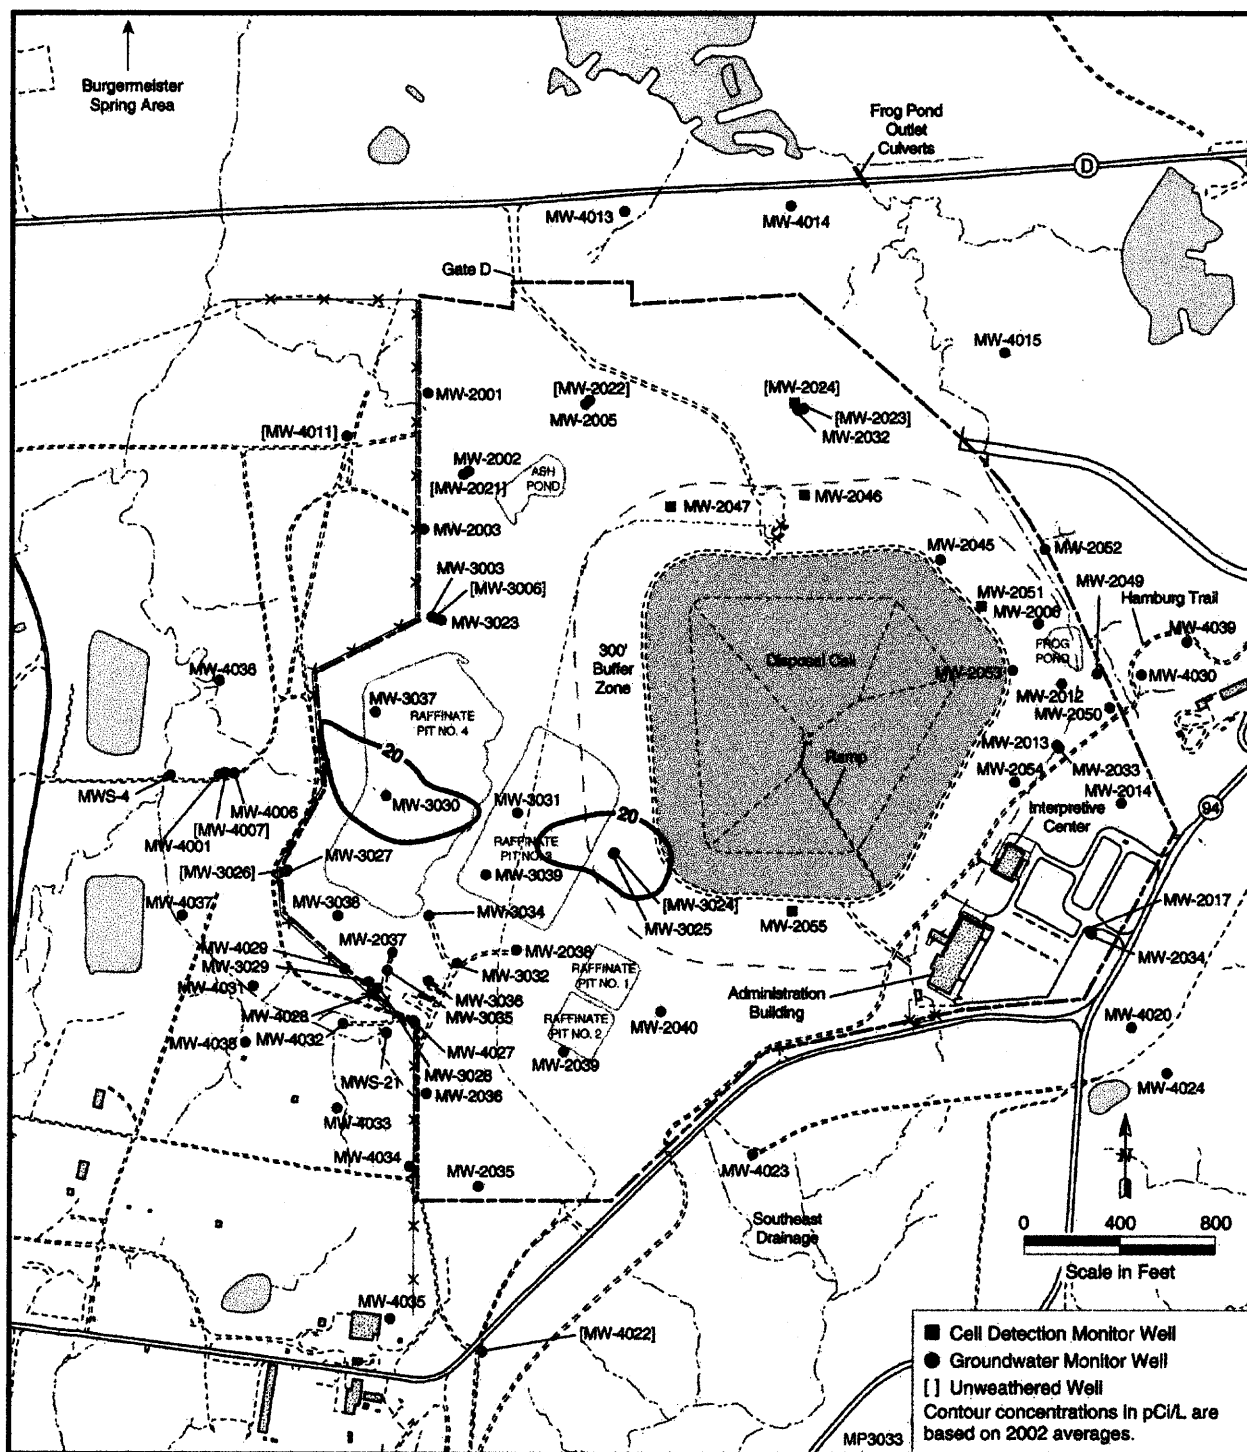 Burgermeister
Spring Area
Frog Pond
Outlet
Culverts
D
MW-4013
MW-4014
Gate D
MW-4015
MW-2001
[MW-2022]
MW-2005
[MW-2024]
[MW-2023]
MW-2032
[MW-4011]
MW-2002
[MW-2021]
ASH
POND
MW-2047
MW-2046
MW-2003
MW-2045
MW-2052
MW-3003
[MW-3006]
MW-3023
MW-2051
MW-2006
MW-2049
Hamburg Trail
MW-4039
FROG
POND
300'
Buffer
Zone
Disposal Cell
MW-2053
MW-4030
MW-4036
MW-3037
RAFFINATE
PIT NO. 4
MW-2012
MW-2050
20
Ramp
MW-2013
MW-2033
MW-2054
MW-2014
MWS-4
MW-4006
[MW-4007]
MW-4001
MW-3030
MW-3031
20
Interpretive
Center
94
RAFFINATE
PIT NO. 3
MW-3027
[MW-3026]
MW-3039
[MW-3024]
MW-3025
MW-2055
MW-2017
MW-4037
MW-3038
MW-3034
MW-2034
MW-4029
MW-2037
MW-2038
MW-3029
MW-3032
RAFFINATE
PIT NO. 1
MW-4031
MW-3036
MW-3035
Administration
Building
MW-4028
RAFFINATE
PIT NO. 2
MW-2040
MW-4020
MW-4038
MW-4032
MW-4027
MWS-21
MW-3028
MW-2039
MW-2036
MW-4024
MW-4033
MW-4034
MW-2035
MW-4023
N
Southeast
Drainage
0 400 800
Scale in Feet
MW-4035
[MW-4022]
Cell Detection Monitor Well
Groundwater Monitor Well
[ ] Unweathered Well
Contour concentrations in pCi/L are
based on 2002 averages.
MP3033